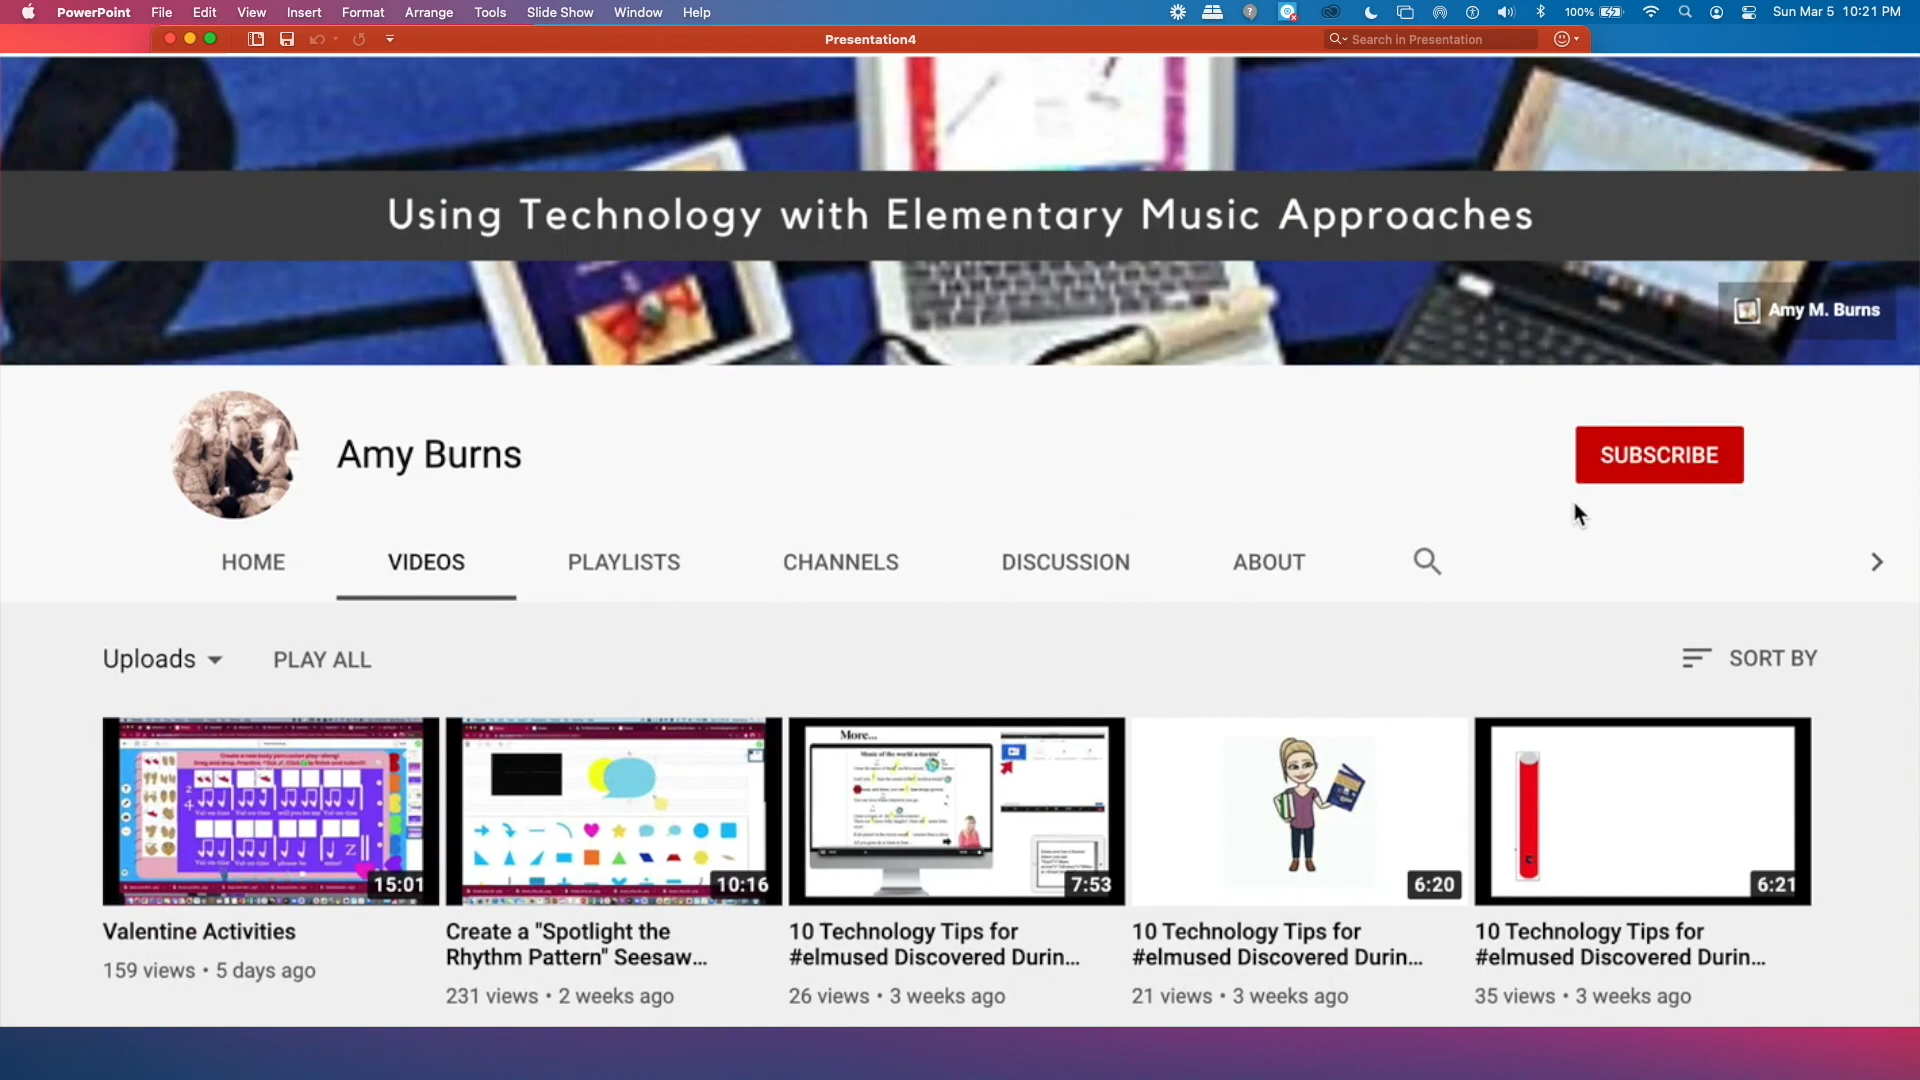 PowerPoint File Edit View Insert Format Arrange Tools Slide Show Window Help 100% Sun Mar 5 10:21 PM
Presentation4 Search in Presentation
Using Technology with Elementary Music Approaches
Amy M. Burns
Amy Burns
SUBSCRIBE
HOME VIDEOS PLAYLISTS CHANNELS DISCUSSION ABOUT
Uploads PLAY ALL SORT BY
More...
Music of the world a-turnin'
15:01 10:16 7:53 6:20 6:21
Valentine Activities
159 views • 5 days ago
Create a "Spotlight the
Rhythm Pattern" Seesaw...
231 views • 2 weeks ago
10 Technology Tips for
#elmused Discovered Durin...
26 views • 3 weeks ago
10 Technology Tips for
#elmused Discovered Durin...
21 views • 3 weeks ago
10 Technology Tips for
#elmused Discovered Durin...
35 views • 3 weeks ago